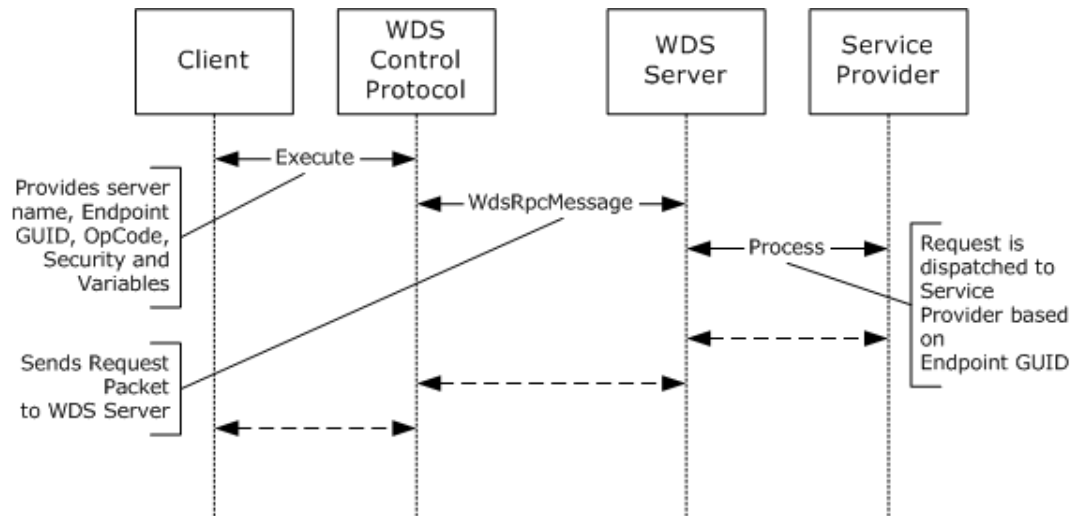 Client
WDS
Control
Protocol
WDS
Server
Service
Provider
Execute
Provides server
name, Endpoint
GUID, OpCode,
Security and
Variables
WdsRpcMessage
Process
Request is
dispatched to
Service
Provider based
on
Endpoint GUID
Sends Request
Packet
to WDS Server